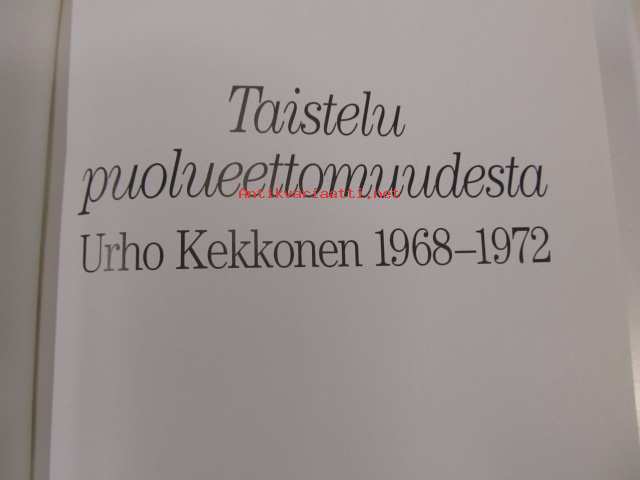 Taistelu
puolueettomuudesta
Antikvariaatti.net
Urho Kekkonen 1968–1972